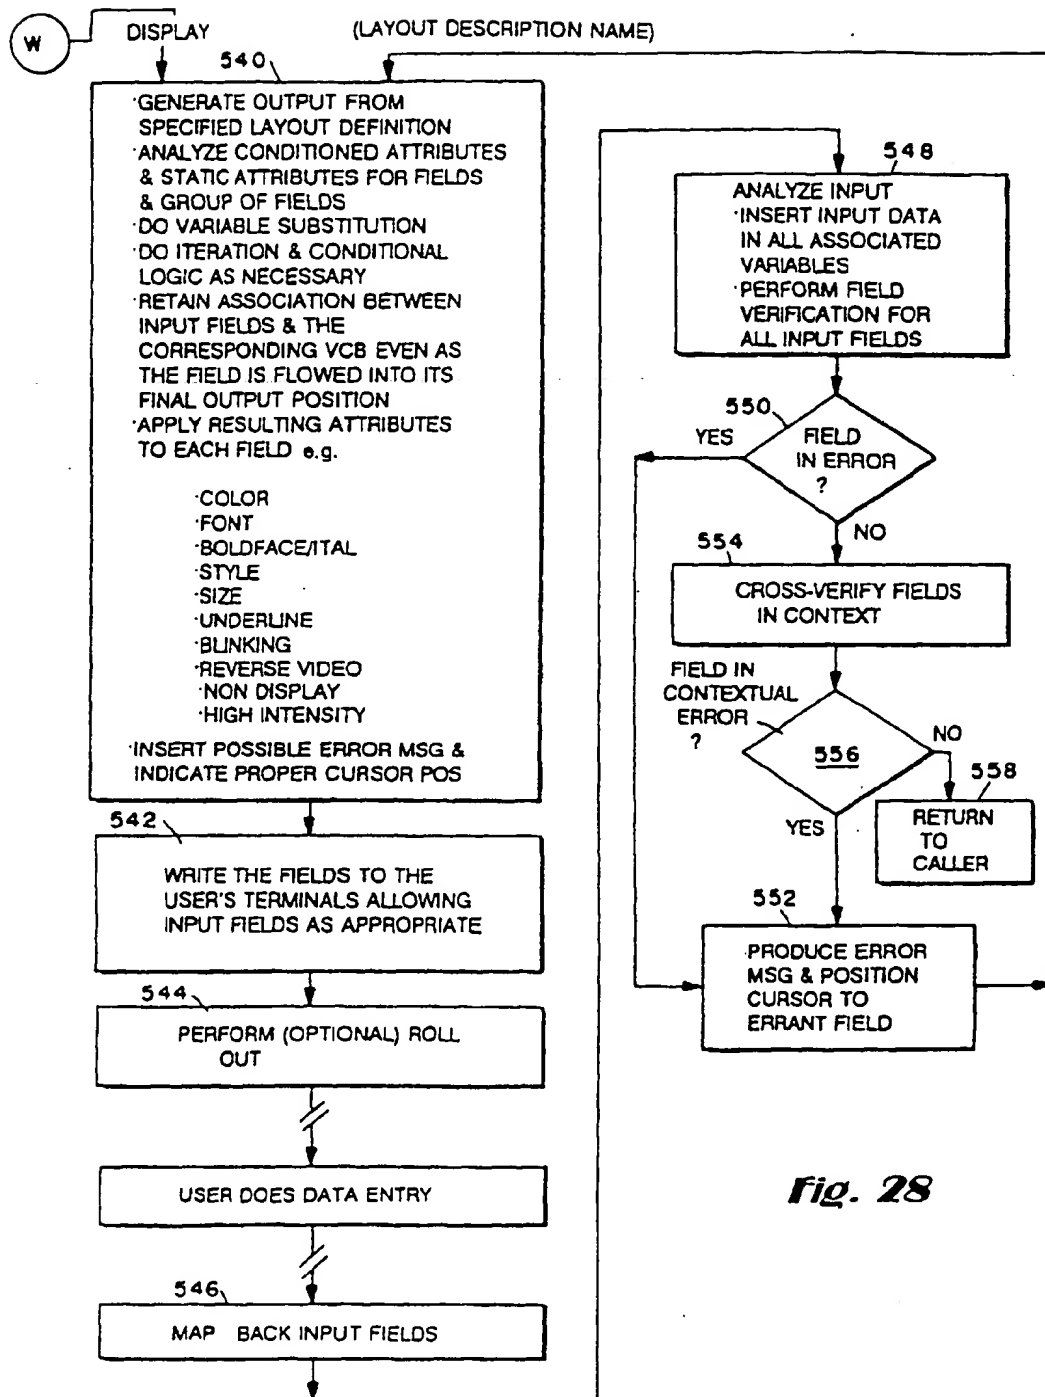 W
DISPLAY
(LAYOUT DESCRIPTION NAME)
540
·GENERATE OUTPUT FROM
SPECIFIED LAYOUT DEFINITION
·ANALYZE CONDITIONED ATTRIBUTES
& STATIC ATTRIBUTES FOR FIELDS
& GROUP OF FIELDS
·DO VARIABLE SUBSTITUTION
·DO ITERATION & CONDITIONAL
LOGIC AS NECESSARY
·RETAIN ASSOCIATION BETWEEN
INPUT FIELDS & THE
CORRESPONDING VCB EVEN AS
THE FIELD IS FLOWED INTO ITS
FINAL OUTPUT POSITION
·APPLY RESULTING ATTRIBUTES
TO EACH FIELD e.g.
·COLOR
·FONT
·BOLDFACE/ITAL
·STYLE
·SIZE
·UNDERLINE
·BLINKING
·REVERSE VIDEO
·NON DISPLAY
·HIGH INTENSITY
·INSERT POSSIBLE ERROR MSG &
INDICATE PROPER CURSOR POS
542
WRITE THE FIELDS TO THE
USER'S TERMINALS ALLOWING
INPUT FIELDS AS APPROPRIATE
544
PERFORM (OPTIONAL) ROLL
OUT
USER DOES DATA ENTRY
546
MAP BACK INPUT FIELDS
548
ANALYZE INPUT
·INSERT INPUT DATA
IN ALL ASSOCIATED
VARIABLES
·PERFORM FIELD
VERIFICATION FOR
ALL INPUT FIELDS
550
YES
FIELD
IN ERROR
?
NO
554
CROSS-VERIFY FIELDS
IN CONTEXT
FIELD IN
CONTEXTUAL
ERROR
?
556
NO
558
YES
RETURN
TO
CALLER
552
PRODUCE ERROR
MSG & POSITION
CURSOR TO
ERRANT FIELD
Fig. 28